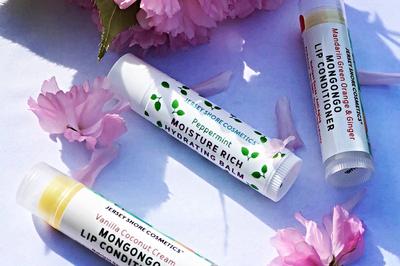 JERSEY SHORE COSMETICS
Mandarin Green Orange & Ginger
MONGONGO
LIP CONDITIONER
JERSEY SHORE COSMETICS
Peppermint
MOISTURE RICH
HYDRATING BALM
JERSEY SHORE COSMETICS
Vanilla Coconut Cream
MONGONGO
LIP CONDITIO